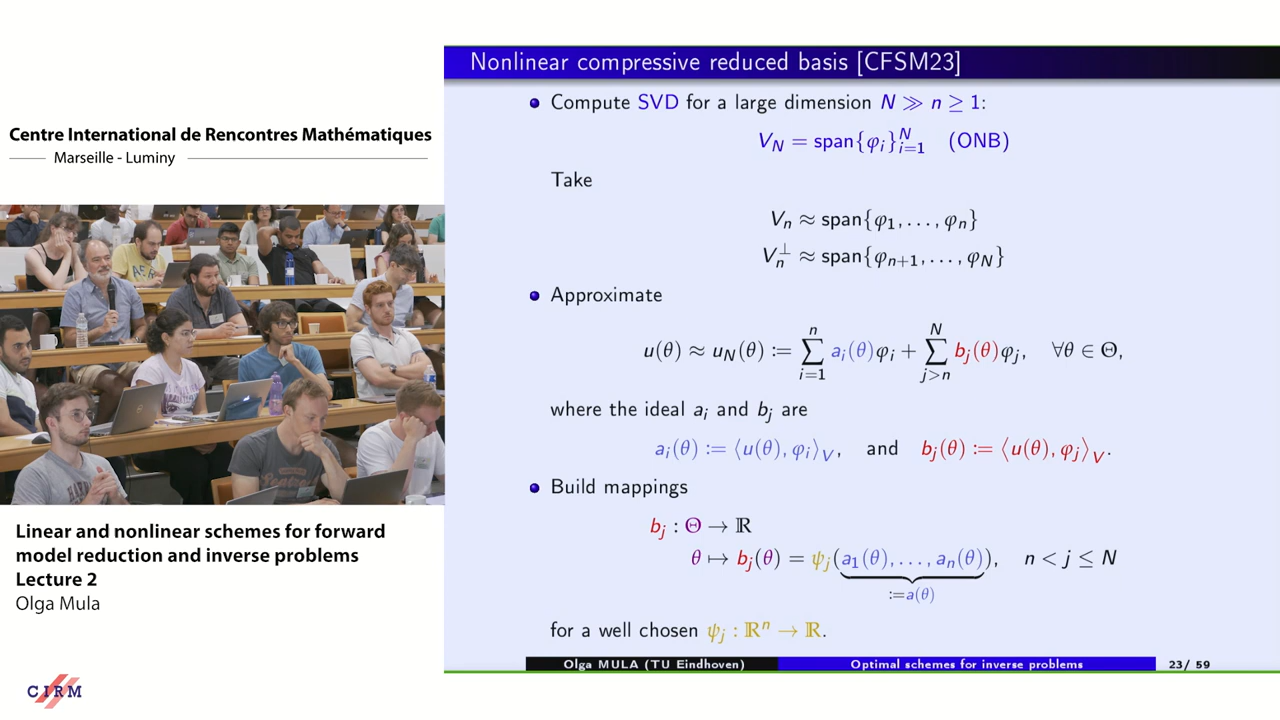 Centre International de Rencontres Mathématiques
Marseille - Luminy
Linear and nonlinear schemes for forward
model reduction and inverse problems
Lecture 2
Olga Mula
CIRM
Nonlinear compressive reduced basis [CFSM23]
Compute SVD for a large dimension N ≫ n ≥ 1:
V_N = span{φ_i}_{i=1}^N (ONB)
Take
V_n ≈ span{φ_1, . . . , φ_n}
V_n^⊥ ≈ span{φ_{n+1}, . . . , φ_N}
Approximate
u(θ) ≈ u_N(θ) := ∑_{i=1}^n a_i(θ)φ_i + ∑_{j>n}^N b_j(θ)φ_j, ∀θ ∈ Θ,
where the ideal a_i and b_j are
a_i(θ) := ⟨u(θ), φ_i⟩_V, and b_j(θ) := ⟨u(θ), φ_j⟩_V.
Build mappings
b_j : Θ → ℝ
θ ↦ b_j(θ) = ψ_j(a_1(θ), . . . , a_n(θ)), n < j ≤ N
:=a(θ)
for a well chosen ψ_j : ℝ^n → ℝ.
Olga MULA (TU Eindhoven) Optimal schemes for inverse problems 23/ 59